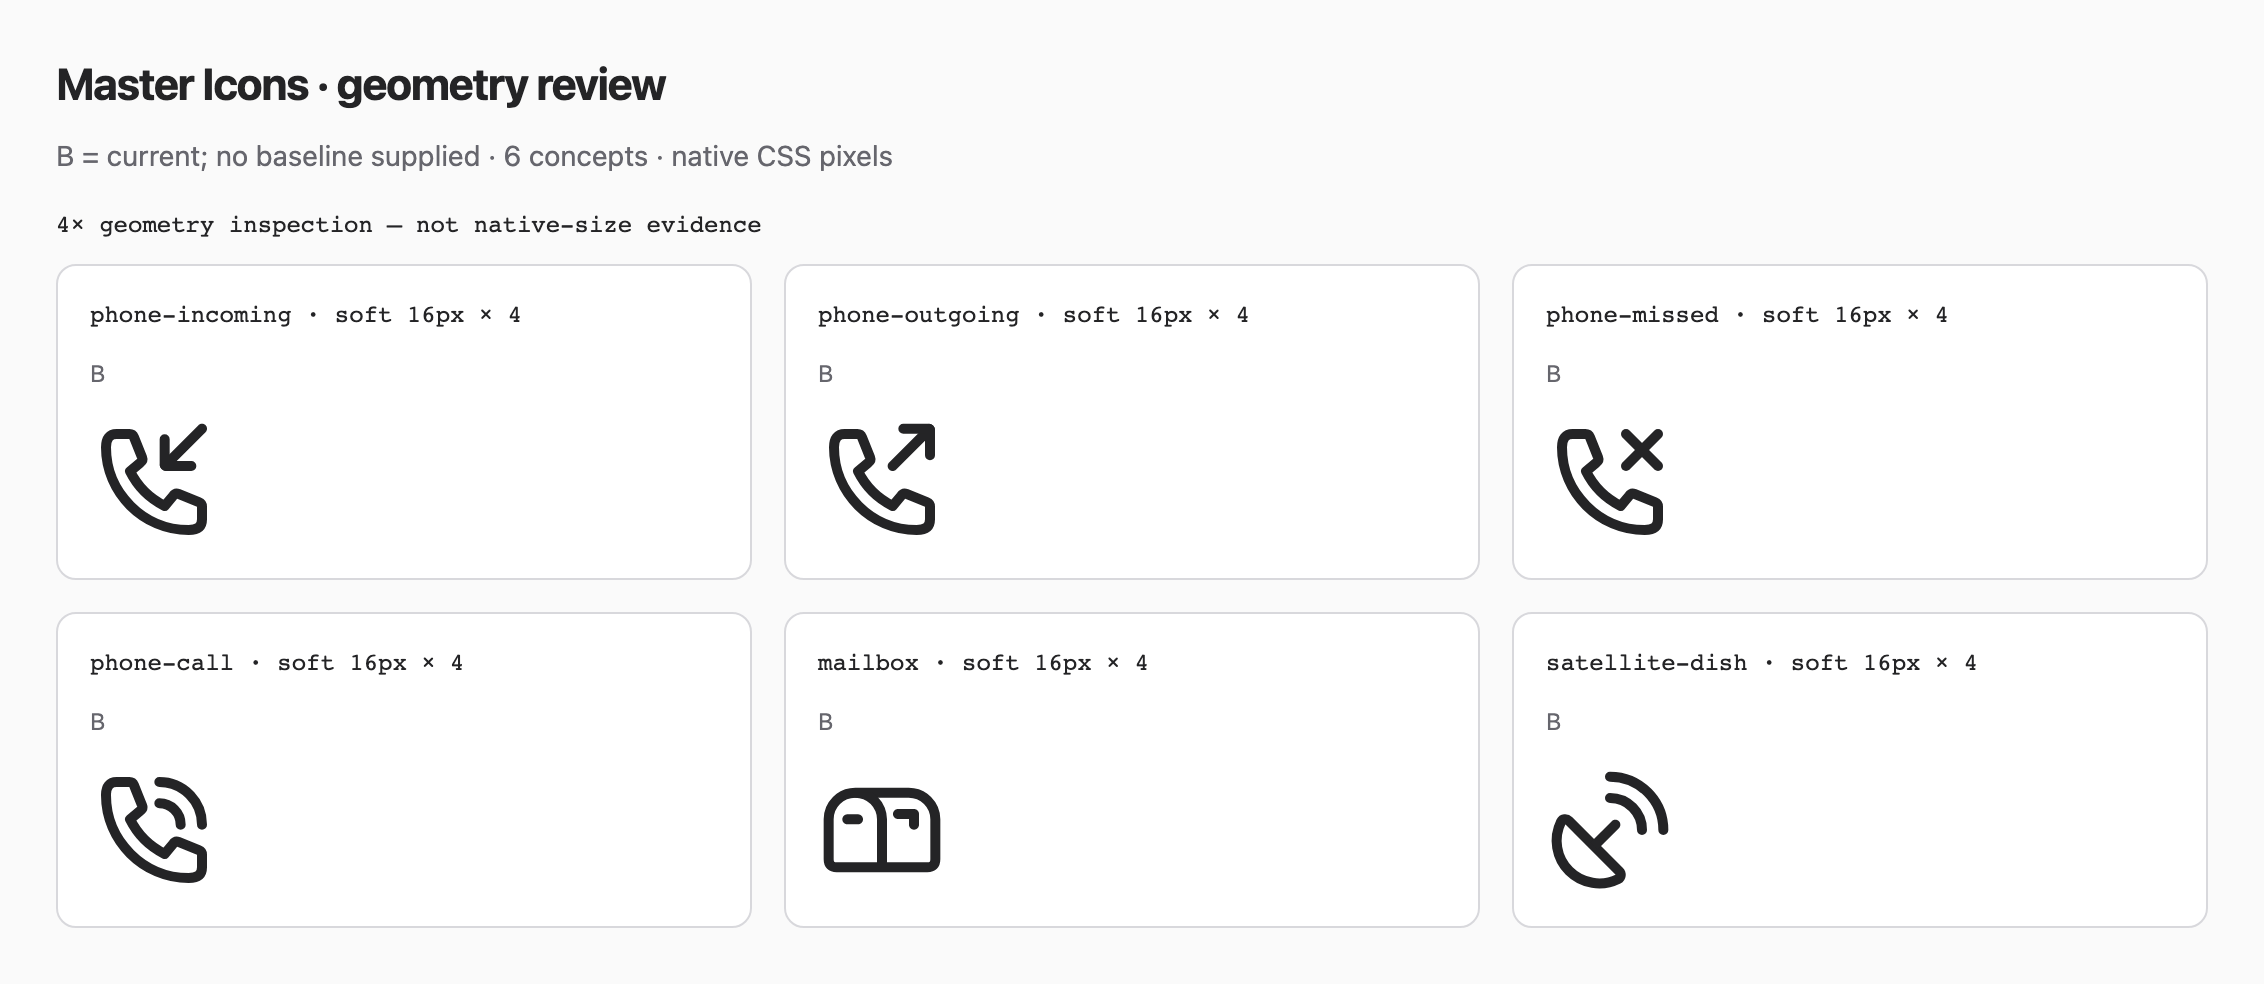 Master Icons · geometry review
B = current; no baseline supplied · 6 concepts · native CSS pixels
4× geometry inspection — not native-size evidence
phone-incoming · soft 16px × 4
B
phone-outgoing · soft 16px × 4
B
phone-missed · soft 16px × 4
B
phone-call · soft 16px × 4
B
mailbox · soft 16px × 4
B
satellite-dish · soft 16px × 4
B